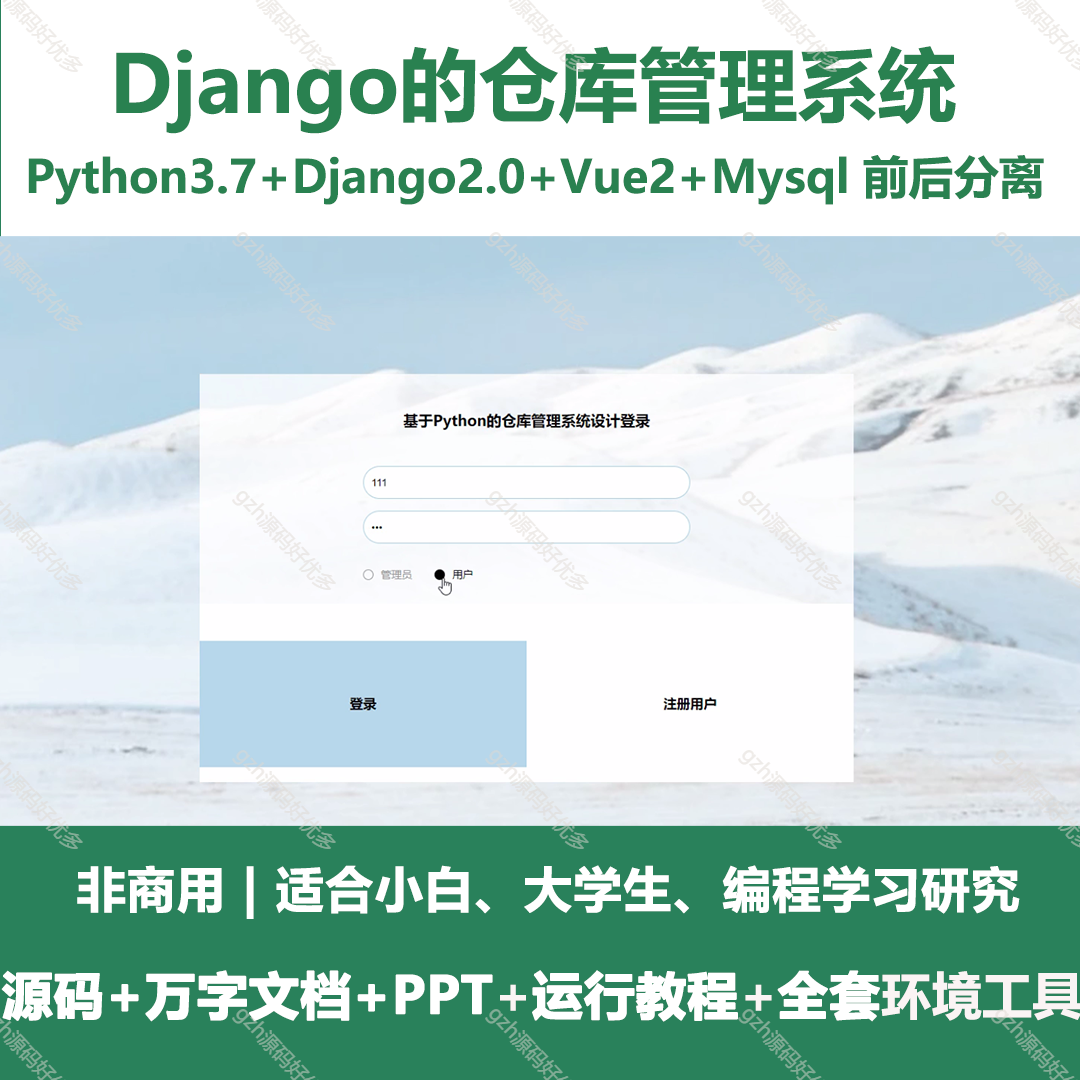 Django的仓库管理系统
Python3.7+Django2.0+Vue2+Mysql 前后分离
基于Python的仓库管理系统设计登录
111
•••
管理员 用户
登录 注册用户
非商用 | 适合小白、大学生、编程学习研究
源码+万字文档+PPT+运行教程+全套环境工具
gzh源码好优多